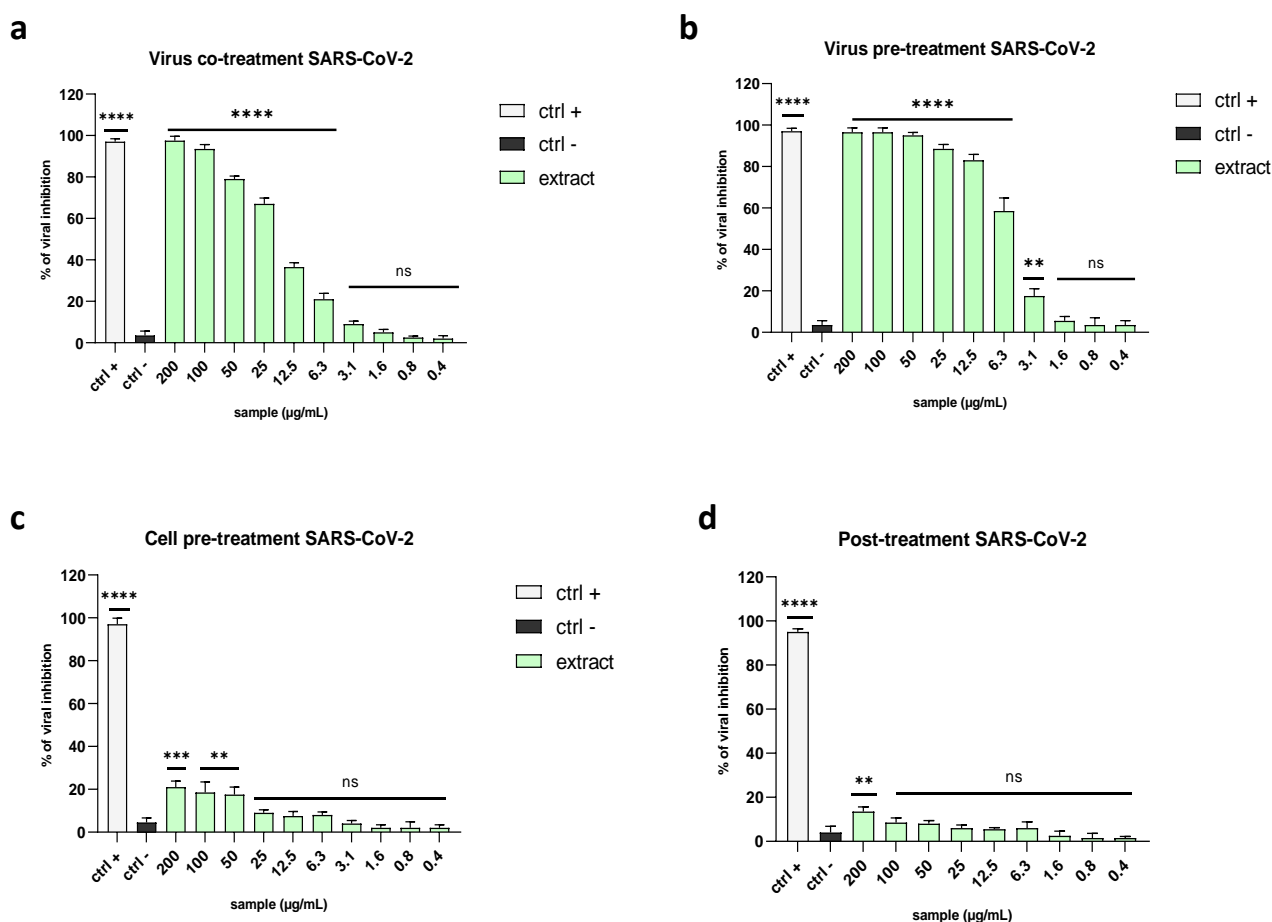 a
Virus co-treatment SARS-CoV-2
120
100
80
60
40
20
0
% of viral inhibition
****
****
ns
ctrl +
ctrl -
200
100
50
25
12.5
6.3
3.1
1.6
0.8
0.4
sample (µg/mL)
ctrl +
ctrl -
extract
b
Virus pre-treatment SARS-CoV-2
120
100
80
60
40
20
0
% of viral inhibition
****
****
**
ns
ctrl +
ctrl -
200
100
50
25
12.5
6.3
3.1
1.6
0.8
0.4
sample (µg/mL)
ctrl +
ctrl -
extract
c
Cell pre-treatment SARS-CoV-2
120
100
80
60
40
20
0
% of viral inhibition
****
***
**
ns
ctrl +
ctrl -
200
100
50
25
12.5
6.3
3.1
1.6
0.8
0.4
sample (µg/mL)
ctrl +
ctrl -
extract
d
Post-treatment SARS-CoV-2
120
100
80
60
40
20
0
% of viral inhibition
****
**
ns
ctrl +
ctrl -
200
100
50
25
12.5
6.3
1.6
0.8
0.4
sample (µg/mL)